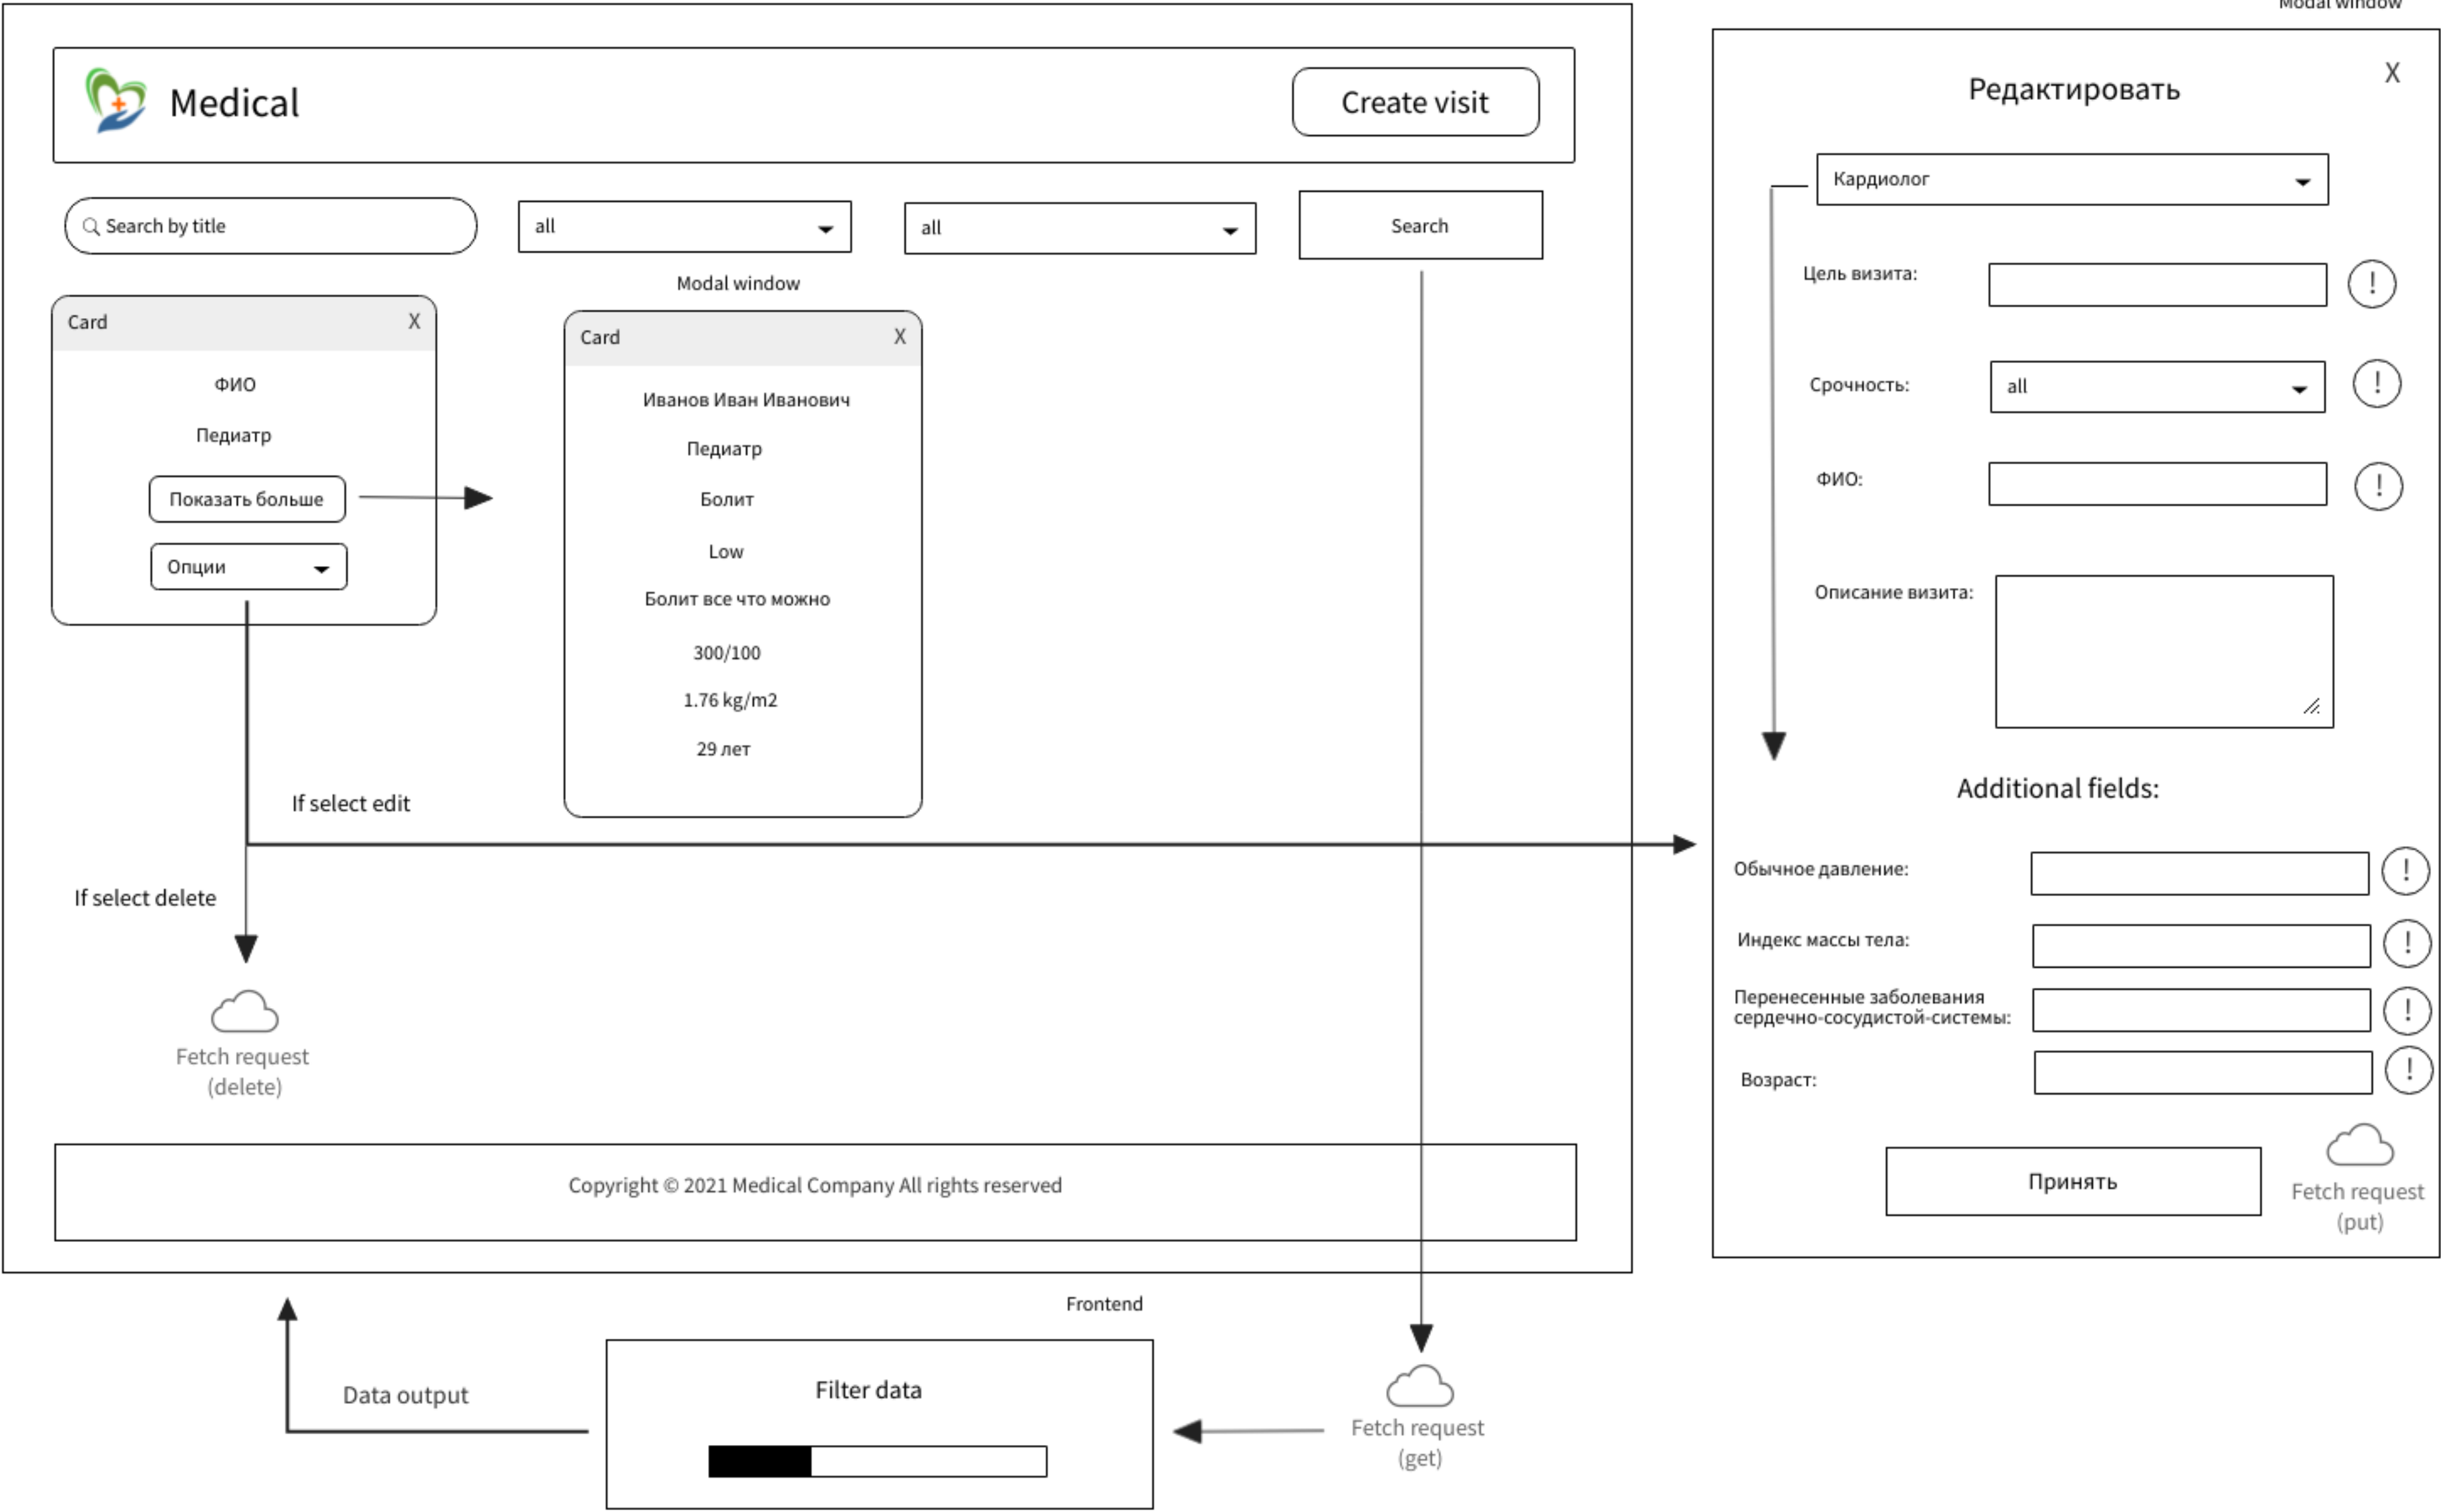 Medical
Create visit
Search by title
all
all
Search
Card X
ФИО
Педиатр
Показать больше
Опции
Modal window
Card X
Иванов Иван Иванович
Педиатр
Болит
Low
Болит все что можно
300/100
1.76 kg/m2
29 лет
If select edit
If select delete
Fetch request
(delete)
Copyright © 2021 Medical Company All rights reserved
Frontend
Filter data
Data output
Fetch request
(get)
Modal window
Редактировать
X
Кардиолог
Цель визита:
!
Срочность:
all
!
ФИО:
!
Описание визита:
Additional fields:
Обычное давление:
!
Индекс массы тела:
!
Перенесенные заболевания
сердечно-сосудистой-системы:
!
Возраст:
!
Принять
Fetch request
(put)